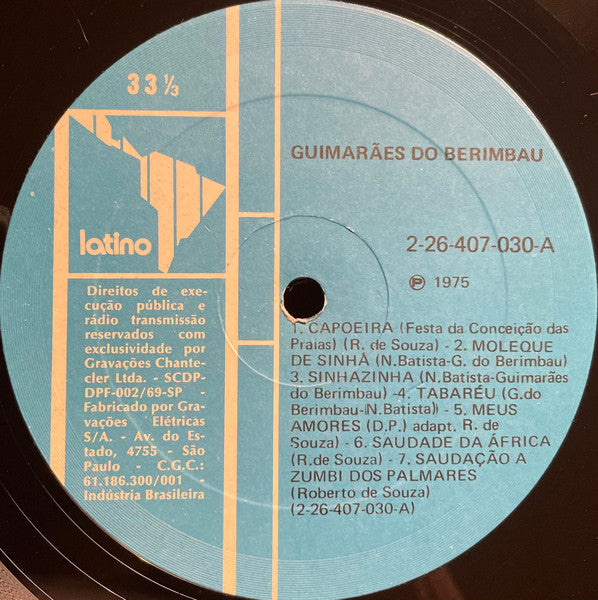 33 ⅓
GUIMARÃES DO BERIMBAU
latino
2-26-407-030-A
℗ 1975
Direitos de exe-
cução pública e
rádio transmissão
reservados com
exclusividade por
Gravações Chante-
cler Ltda. - SCDP-
DPF-002/69-SP -
Fabricado por Gra-
vações Elétricas
S/A. - Av. do Es-
tado, 4755 - São
Paulo - C.G.C.:
61.186.300/001 -
Indústria Brasileira
1. CAPOEIRA (Festa da Conceição das
Praias) (R. de Souza) - 2. MOLEQUE
DE SINHÁ (N.Batista-G. do Berimbau)
3. SINHAZINHA (N.Batista-Guimarães
do Berimbau) -4. TABARÉU (G.do
Berimbau-N.Batista) - 5. MEUS
AMORES (D.P.) adapt. R. de
Souza) - 6. SAUDADE DA ÁFRICA
(R.de Souza) - 7. SAUDAÇÃO A
ZUMBI DOS PALMARES
(Roberto de Souza)
(2-26-407-030-A)